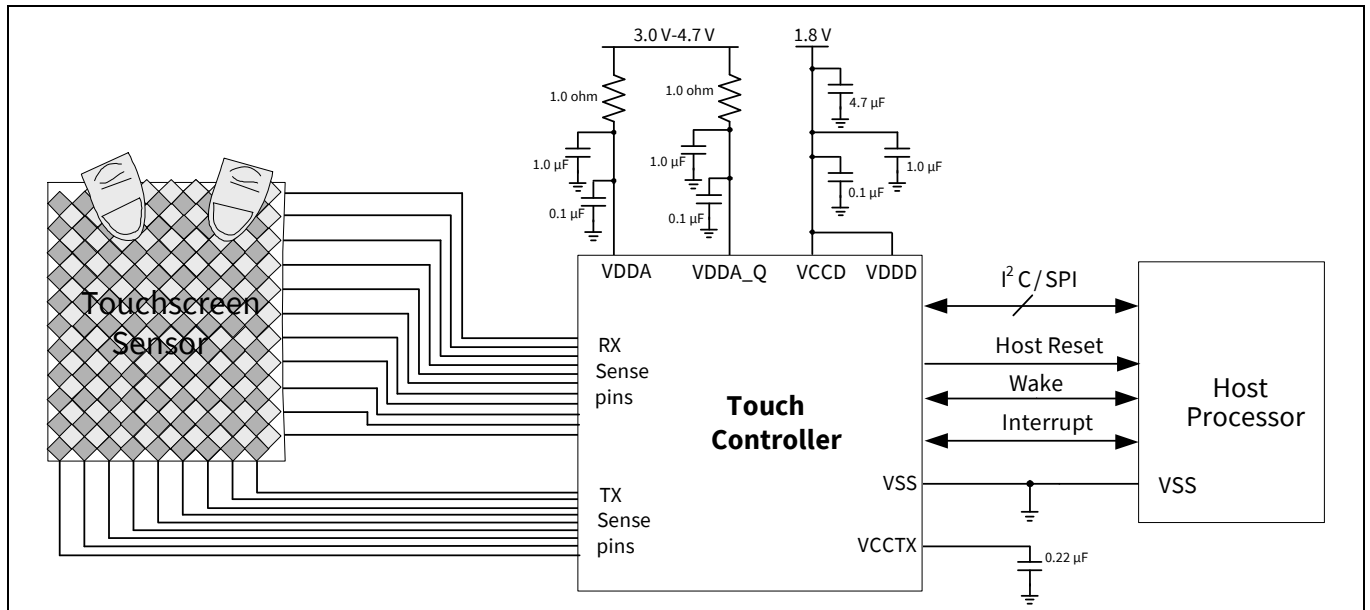 3.0 V-4.7 V
1.8 V
1.0 ohm
1.0 ohm
4.7 µF
1.0 µF
1.0 µF
1.0 µF
0.1 µF
0.1 µF
0.1 µF
VDDA
VDDA_Q
VCCD
VDDD
Touchscreen
Sensor
RX
Sense
pins
TX
Sense
pins
Touch
Controller
I² C/SPI
Host Reset
Wake
Interrupt
VSS
VCCTX
0.22 µF
Host
Processor
VSS